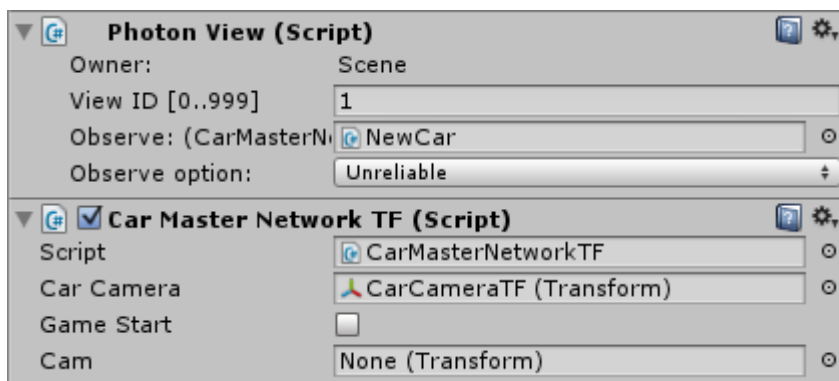 Photon View (Script)
Owner: Scene
View ID [0..999] 1
Observe: (CarMasterN NewCar
Observe option: Unreliable
Car Master Network TF (Script)
Script CarMasterNetworkTF
Car Camera CarCameraTF (Transform)
Game Start
Cam None (Transform)